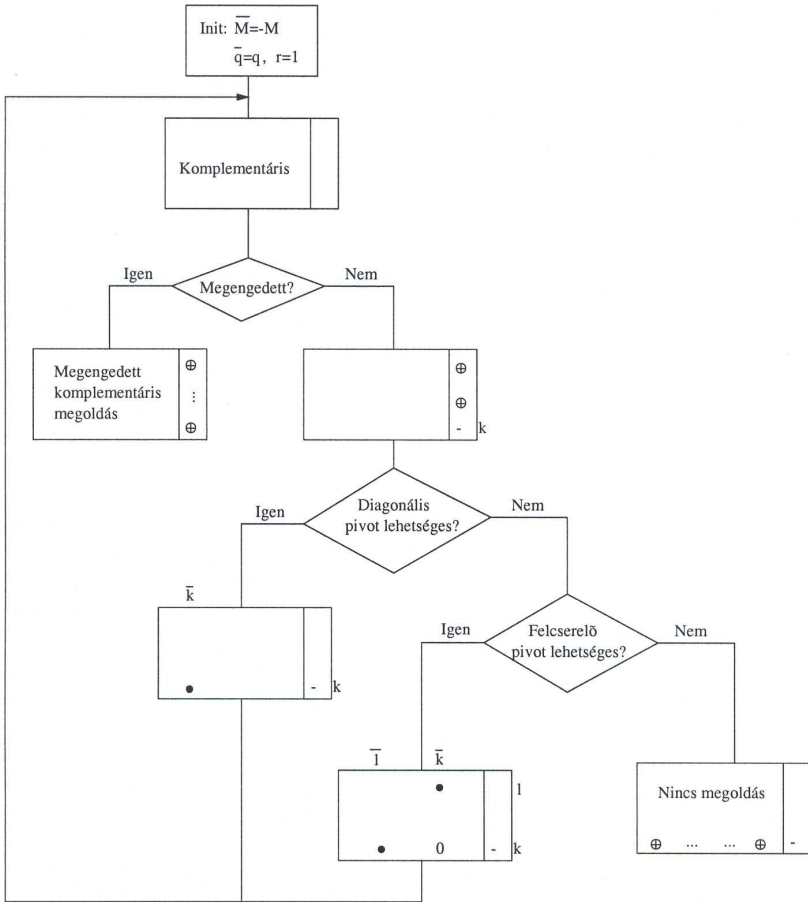 Init: M̅=-M
q̅=q, r=1
Komplementáris
Igen
Megengedett?
Nem
Megengedett
komplementáris
megoldás
⊕
...
⊕
⊕
⊕
- k
Igen
Diagonális
pivot lehetséges?
Nem
k̅
• - k
Igen
Felcserelõ
pivot lehetséges?
Nem
l̅ k̅
• l
• 0 - k
Nincs megoldás
⊕ ... ... ⊕ -